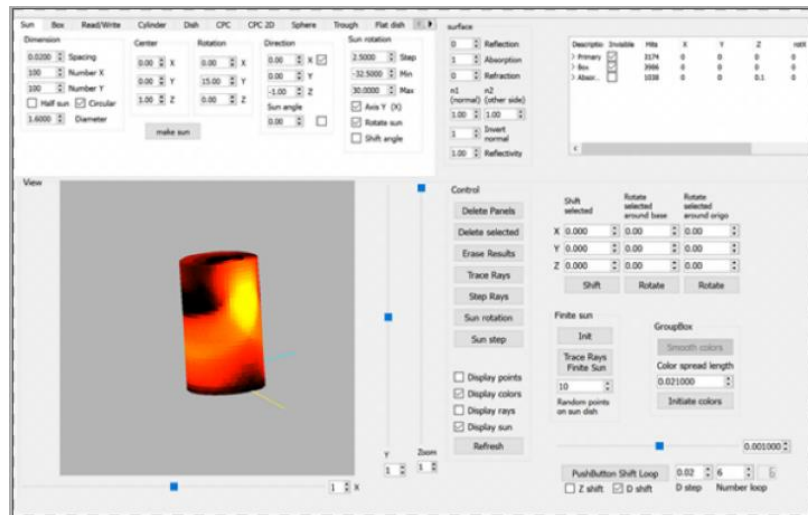 Sun Box Read/Write Cylinder Dish CPC CPC 2D Sphere Trough Flat dish
Dimension
0.0200 Spacing
100 Number X
100 Number Y
Half sun Circular
1.6000 Diameter
Center
0.00 X
0.00 Y
1.00 Z
make sun
Rotation
0.00 X
15.00 Y
0.00 Z
Direction
0.00 X
0.00 Y
-1.00 Z
Sun angle
0.00
Sun rotation
2.5000 Step
-32.5000 Min
30.0000 Max
Axis Y (X)
Rotate sun
Shift angle
surface
0 Reflection
1 Absorption
0 Refraction
n1 n2
(normal) (other side)
1.00 1.00
1 Invert
normal
1.00 Reflectivity
Descriptio Invisible Hits X Y Z rotX
> Primary 3174 0 0 0 0
> Box 3986 0 0 0 0
> Absor... 1038 0 0 0.1 0
View
Y Zoom
1 1
1 X
Control
Delete Panels
Delete selected
Erase Results
Trace Rays
Step Rays
Sun rotation
Sun step
Display points
Display colors
Display rays
Display sun
Refresh
Shift
selected
Rotate
selected
around base
Rotate
selected
around origo
X 0.000 0.00 0.00
Y 0.000 0.00 0.00
Z 0.000 0.00 0.00
Shift Rotate Rotate
Finite sun
Init
Trace Rays
Finite Sun
10
Random points
on sun dish
GroupBox
Smooth colors
Color spread length
0.021000
Initiate colors
0.001000
PushButton Shift Loop 0.02 6
Z shift D shift D step Number loop